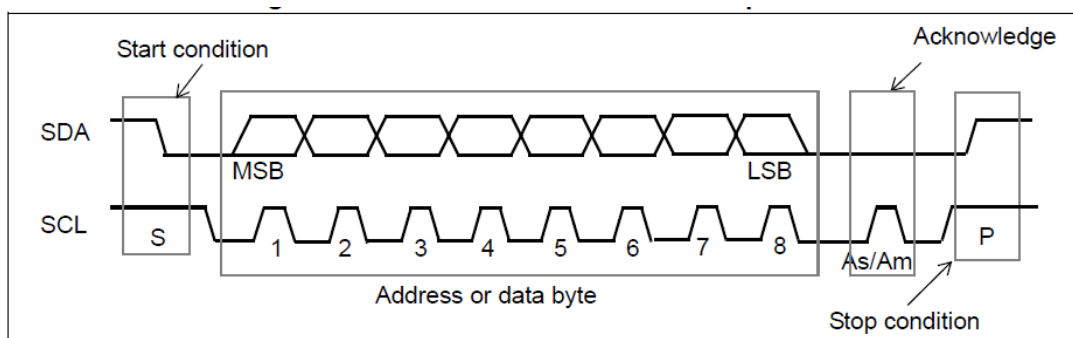 Start condition
Acknowledge
SDA
MSB
LSB
SCL
S
1 2 3 4 5 6 7 8
As/Am
P
Address or data byte
Stop condition